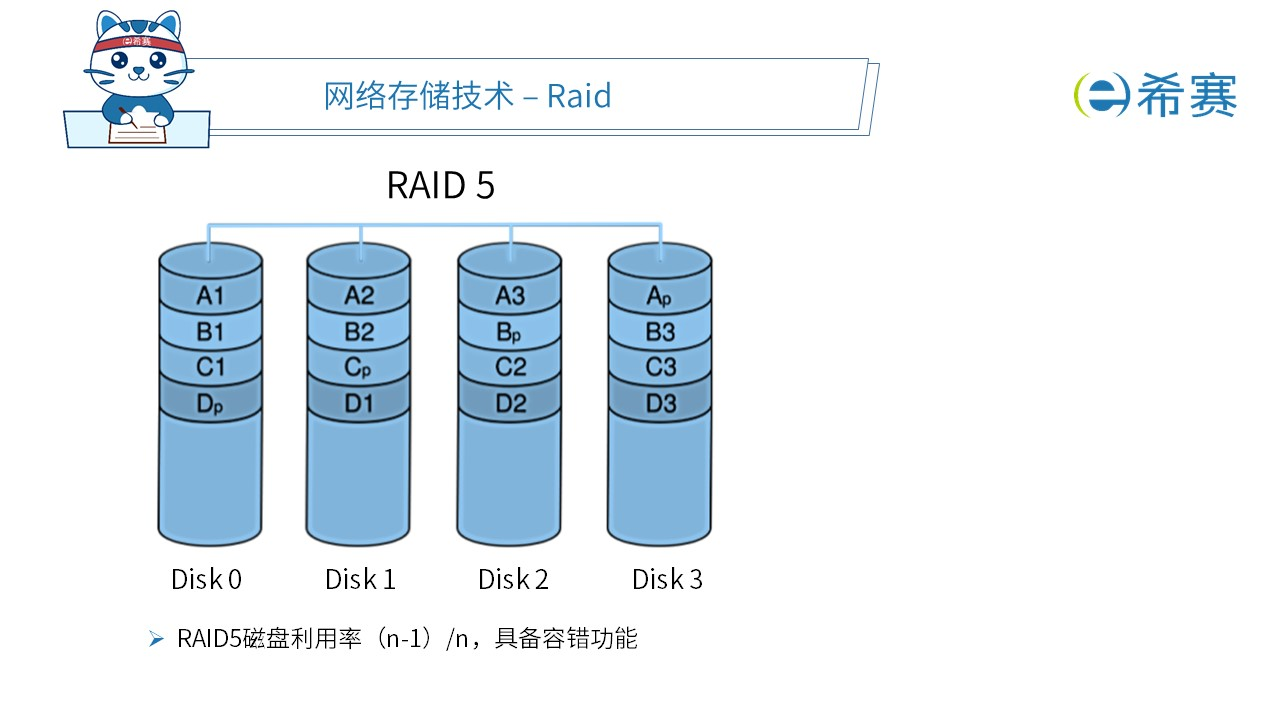 希赛
网络存储技术 – Raid
希赛
RAID 5
A1 A2 A3 Ap
B1 B2 Bp B3
C1 Cp C2 C3
Dp D1 D2 D3
Disk 0 Disk 1 Disk 2 Disk 3
➢ RAID5磁盘利用率（n-1）/n，具备容错功能